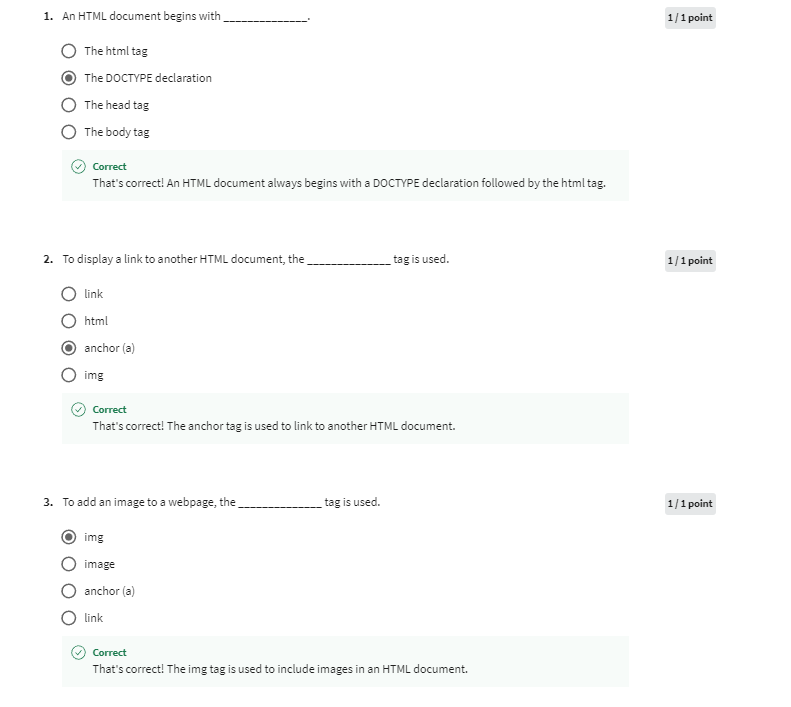 1. An HTML document begins with ______________.
1 / 1 point
The html tag
The DOCTYPE declaration
The head tag
The body tag
Correct
That's correct! An HTML document always begins with a DOCTYPE declaration followed by the html tag.
2. To display a link to another HTML document, the ______________ tag is used.
1 / 1 point
link
html
anchor (a)
img
Correct
That's correct! The anchor tag is used to link to another HTML document.
3. To add an image to a webpage, the ______________ tag is used.
1 / 1 point
img
image
anchor (a)
link
Correct
That's correct! The img tag is used to include images in an HTML document.